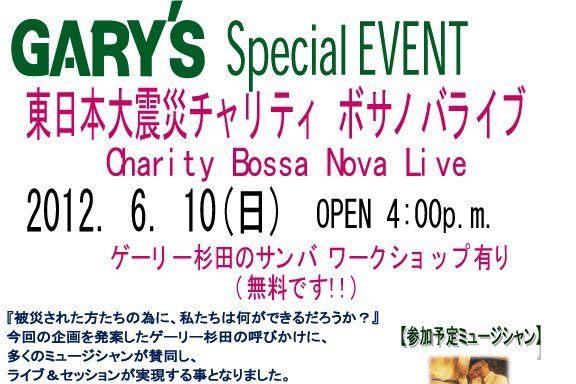 GARY'S Special EVENT
東日本大震災チャリティ ボサノバライブ
Charity Bossa Nova Live
2012. 6. 10(日) OPEN 4:00p.m.
ゲーリー杉田のサンバ ワークショップ有り
(無料です!!)
『被災された方たちの為に、私たちは何ができるだろうか?』
今回の企画を発案したゲーリー杉田の呼びかけに、
多くのミュージシャンが賛同し、
ライブ&セッションが実現する事となりました。
【参加予定ミュージシャン】